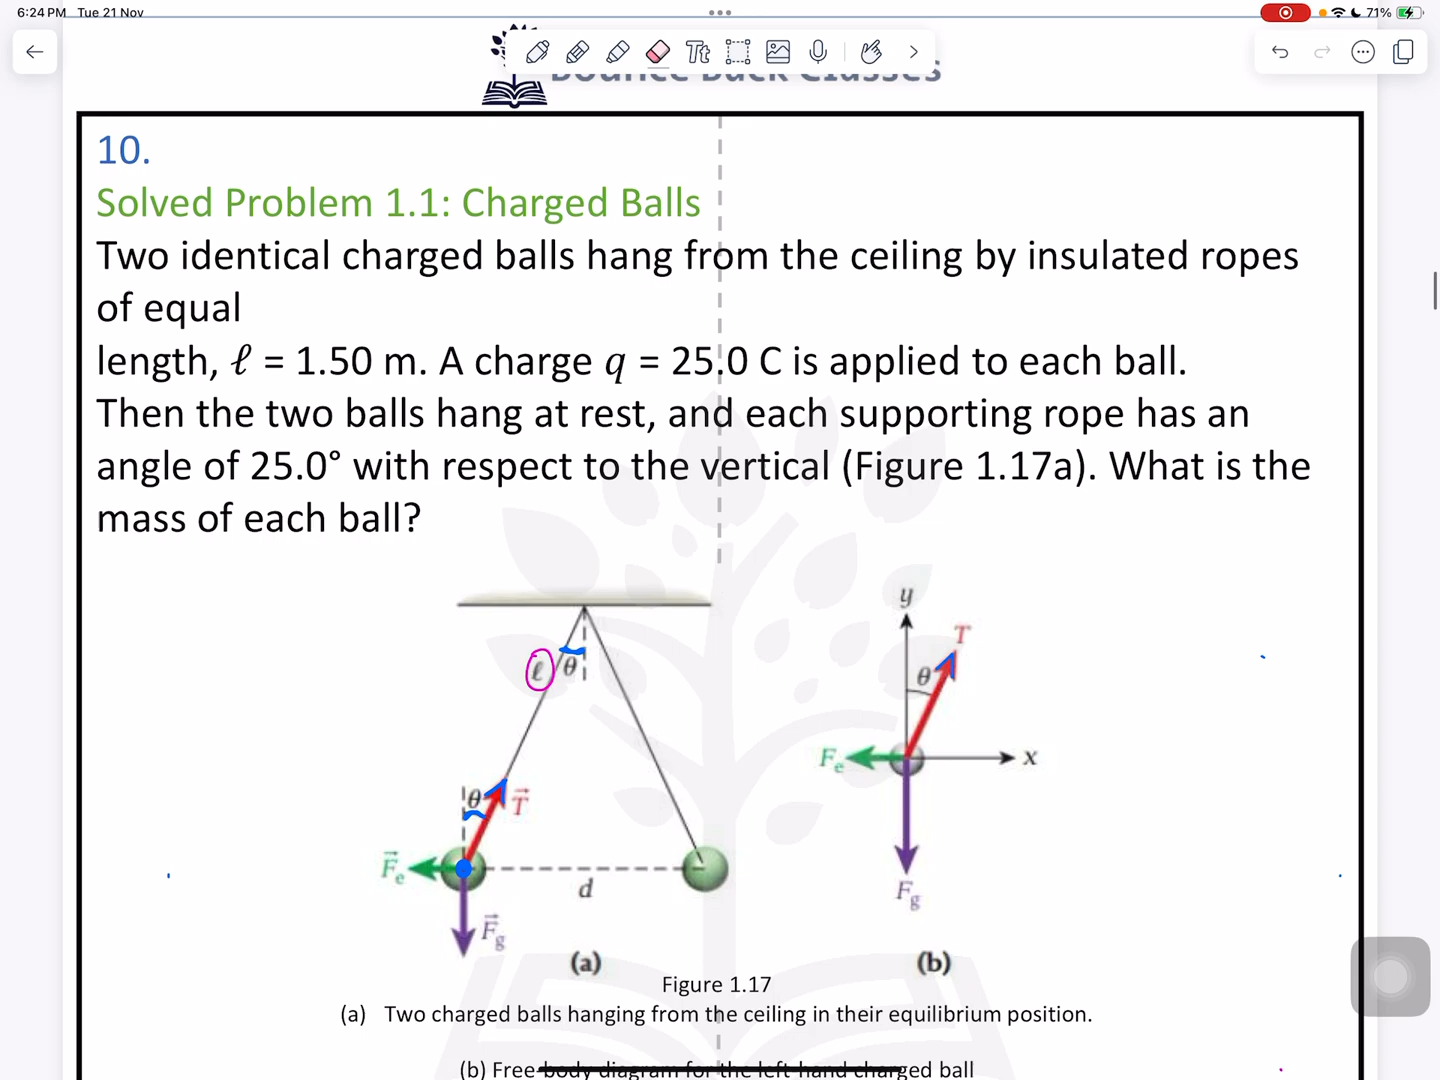 6:24 PM Tue 21 Nov
71%
Tt
10.
Solved Problem 1.1: Charged Balls
Two identical charged balls hang from the ceiling by insulated ropes
of equal
length, ℓ = 1.50 m. A charge q = 25.0 C is applied to each ball.
Then the two balls hang at rest, and each supporting rope has an
angle of 25.0° with respect to the vertical (Figure 1.17a). What is the
mass of each ball?
y
T
ℓ θ
θ
Fe x
θ T
Fe
d
Fg
Fg
(a) (b)
Figure 1.17
(a) Two charged balls hanging from the ceiling in their equilibrium position.
(b) Free-body diagram for the left-hand charged ball